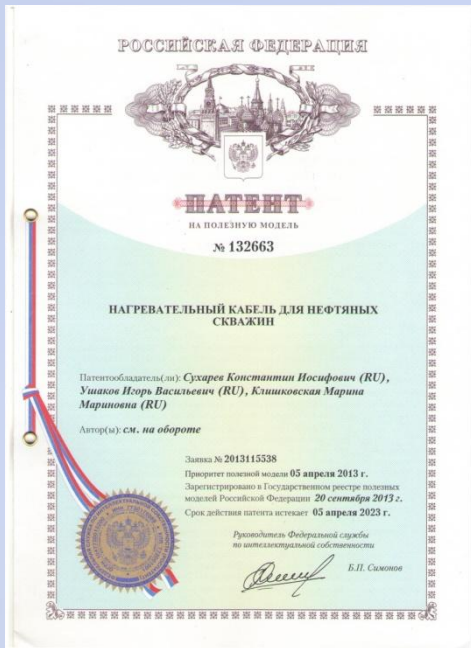 РОССИЙСКАЯ ФЕДЕРАЦИЯ
ПАТЕНТ
НА ПОЛЕЗНУЮ МОДЕЛЬ
№ 132663
НАГРЕВАТЕЛЬНЫЙ КАБЕЛЬ ДЛЯ НЕФТЯНЫХ
СКВАЖИН
Патентообладатель(ли): Сухарев Константин Иосифович (RU),
Ушаков Игорь Васильевич (RU), Клишковская Марина
Мариновна (RU)
Автор(ы): см. на обороте
Заявка № 2013115538
Приоритет полезной модели 05 апреля 2013 г.
Зарегистрировано в Государственном реестре полезных
моделей Российской Федерации 20 сентября 2013 г.
Срок действия патента истекает 05 апреля 2023 г.
Руководитель Федеральной службы
по интеллектуальной собственности
Б.П. Симонов